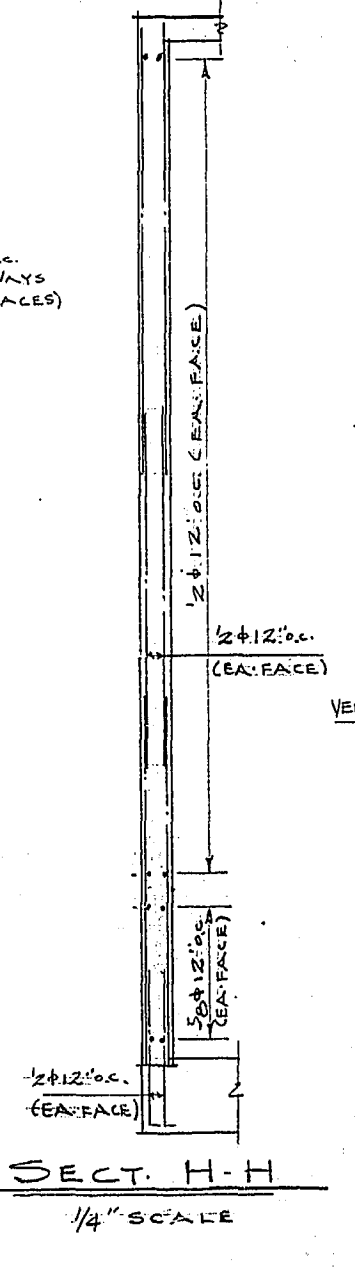 ½ϕ12"o.c. (EA. FACE)
½ϕ12"o.c.
(EA. FACE)
⅝ϕ12"o.c.
(EA. FACE)
½ϕ12"o.c.
(EA. FACE)
SECT. H-H
1/4" SCALE